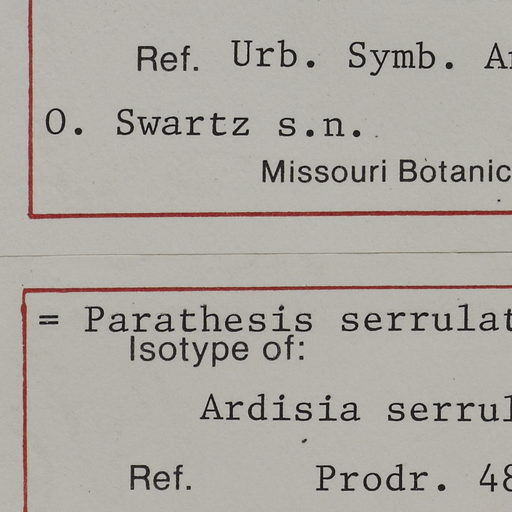 Ref. Urb. Symb.
O. Swartz s.n.
Missouri
= Parathesis
Isotype of:
Ardisia
Ref. Prodr.